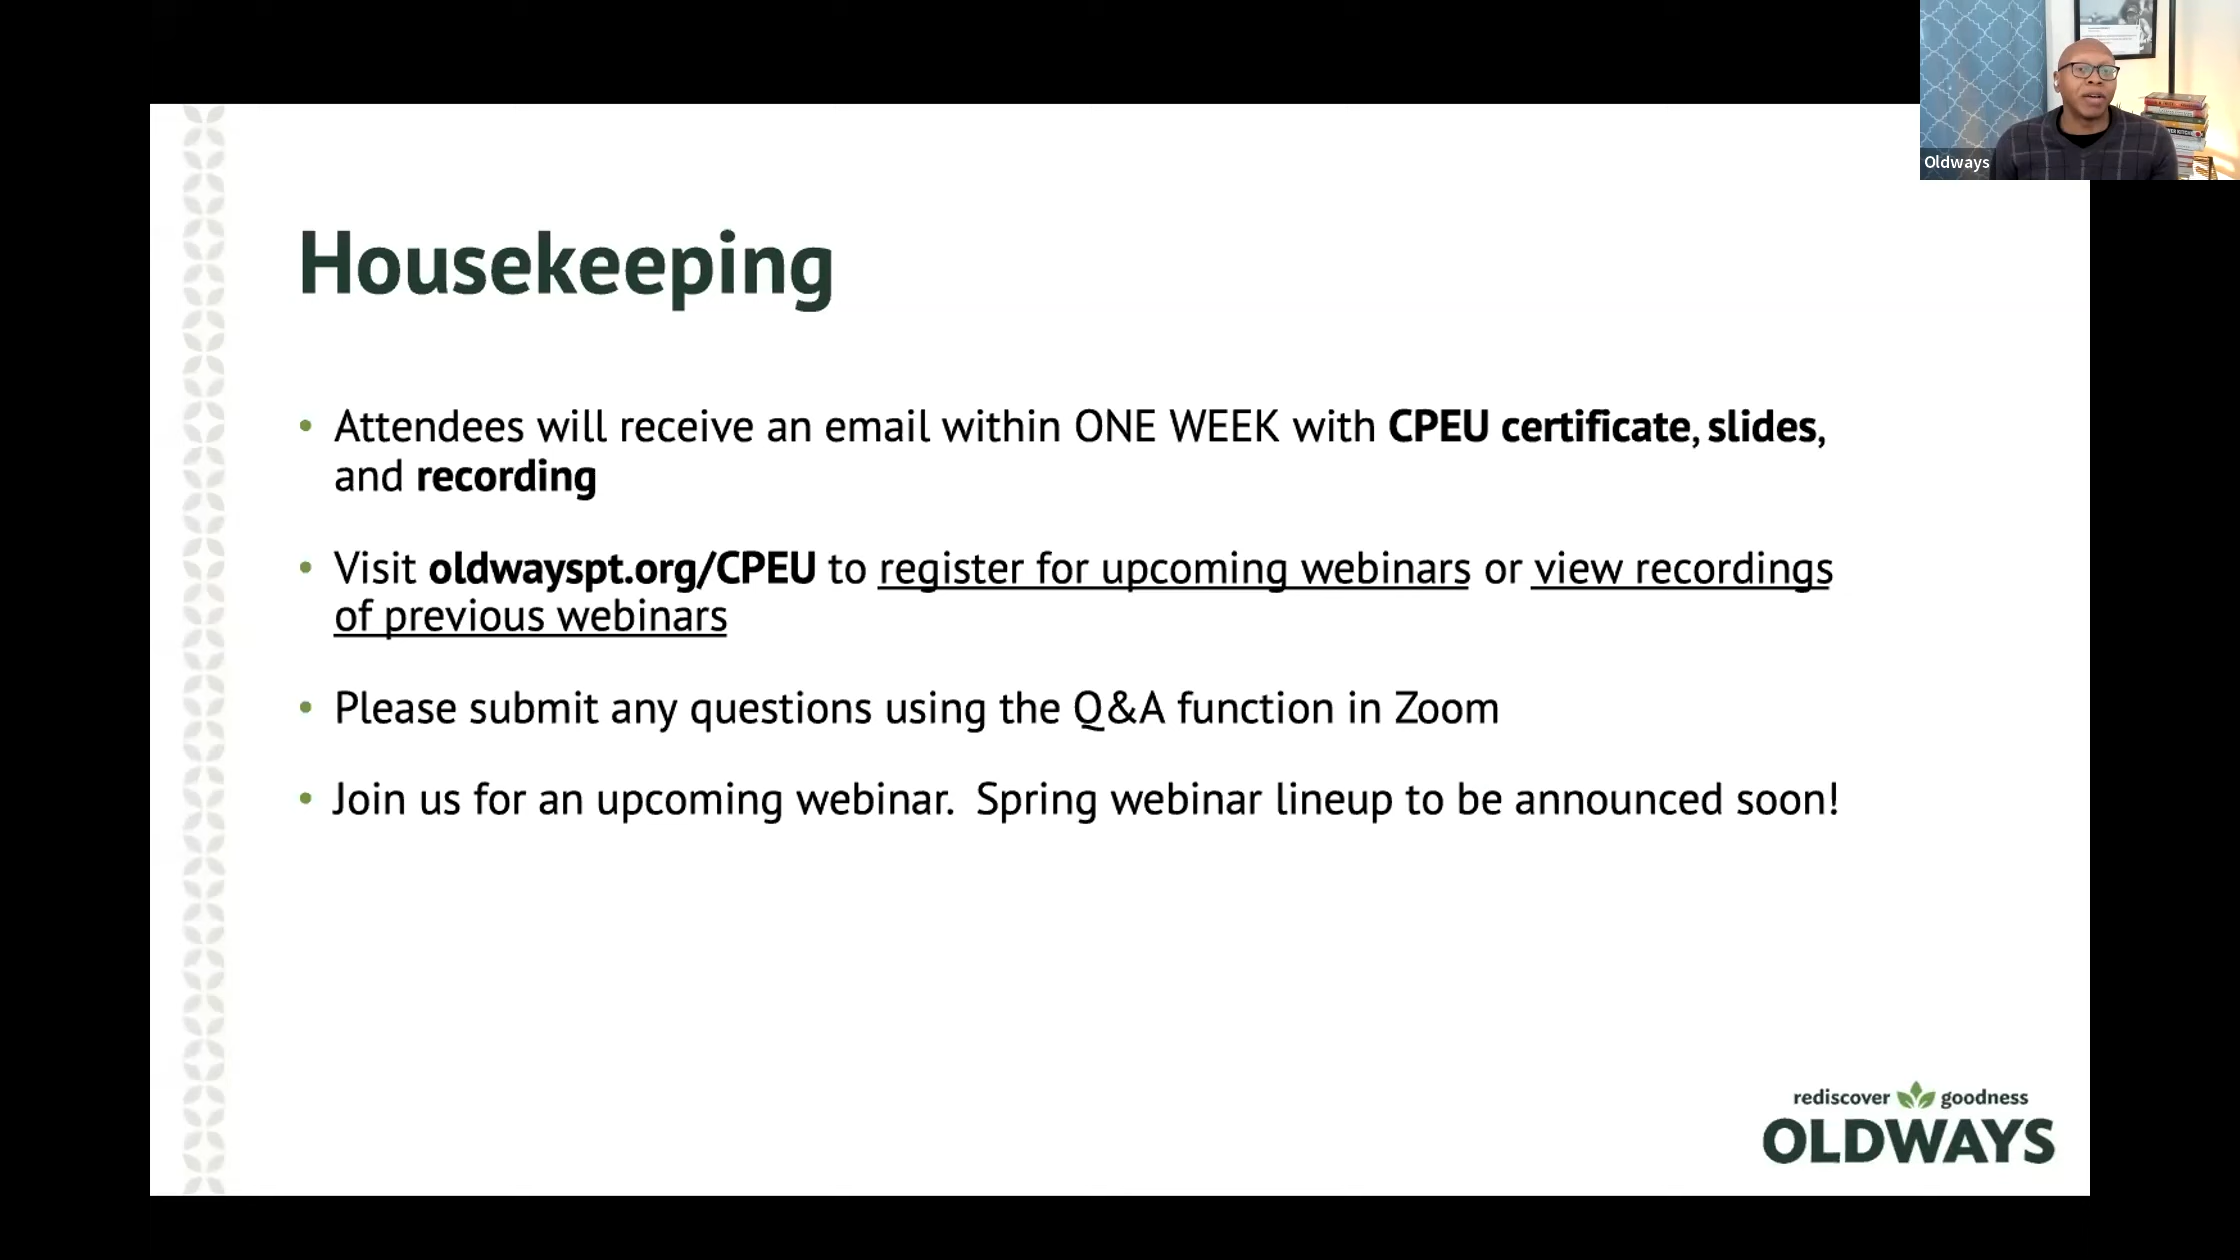 Oldways
Housekeeping
• Attendees will receive an email within ONE WEEK with CPEU certificate, slides,
and recording
• Visit oldwayspt.org/CPEU to register for upcoming webinars or view recordings
of previous webinars
• Please submit any questions using the Q&A function in Zoom
• Join us for an upcoming webinar. Spring webinar lineup to be announced soon!
rediscover goodness
OLDWAYS